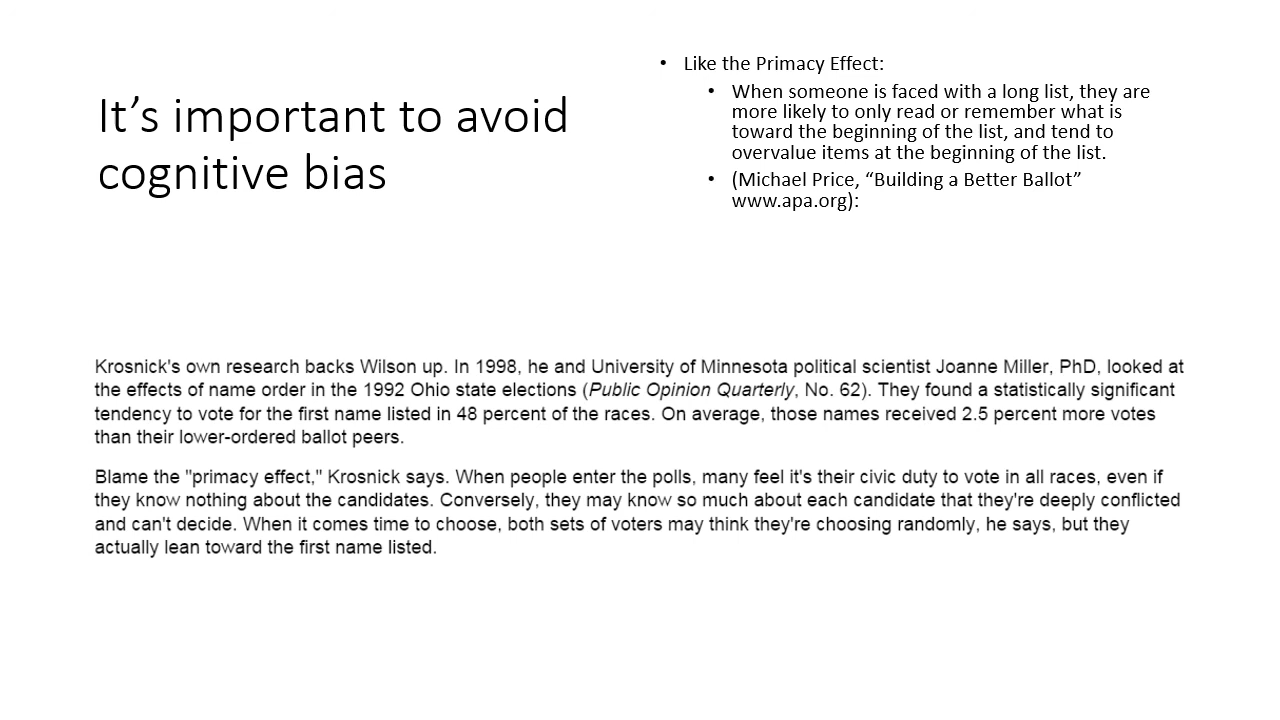 It’s important to avoid
cognitive bias
• Like the Primacy Effect:
• When someone is faced with a long list, they are
more likely to only read or remember what is
toward the beginning of the list, and tend to
overvalue items at the beginning of the list.
• (Michael Price, “Building a Better Ballot”
www.apa.org):
Krosnick's own research backs Wilson up. In 1998, he and University of Minnesota political scientist Joanne Miller, PhD, looked at
the effects of name order in the 1992 Ohio state elections (Public Opinion Quarterly, No. 62). They found a statistically significant
tendency to vote for the first name listed in 48 percent of the races. On average, those names received 2.5 percent more votes
than their lower-ordered ballot peers.
Blame the "primacy effect," Krosnick says. When people enter the polls, many feel it's their civic duty to vote in all races, even if
they know nothing about the candidates. Conversely, they may know so much about each candidate that they're deeply conflicted
and can't decide. When it comes time to choose, both sets of voters may think they're choosing randomly, he says, but they
actually lean toward the first name listed.